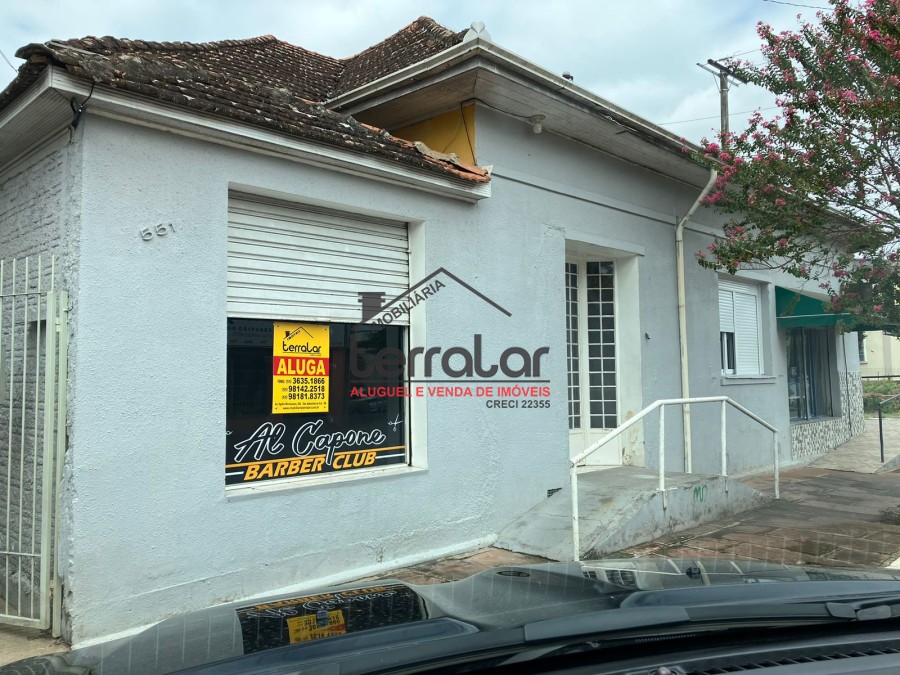 551
terralar
ALUGA
3635.1866
98142.2518
98181.8373
Al Capone
BARBER CLUB
IMOBILIÁRIA
terralar
ALUGUEL E VENDA DE IMÓVEIS
CRECI 22355